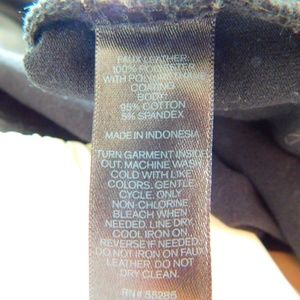 FAUX LEATHER:
100% POLYESTER
WITH POLYURETHANE
COATING
BODY:
95% COTTON
5% SPANDEX
MADE IN INDONESIA
TURN GARMENT INSIDE
OUT. MACHINE WASH
COLD WITH LIKE
COLORS, GENTLE
CYCLE. ONLY
NON-CHLORINE
BLEACH WHEN
NEEDED. LINE DRY.
COOL IRON ON
REVERSE IF NEEDED.
DO NOT IRON ON FAUX
LEATHER. DO NOT
DRY CLEAN.
RN#